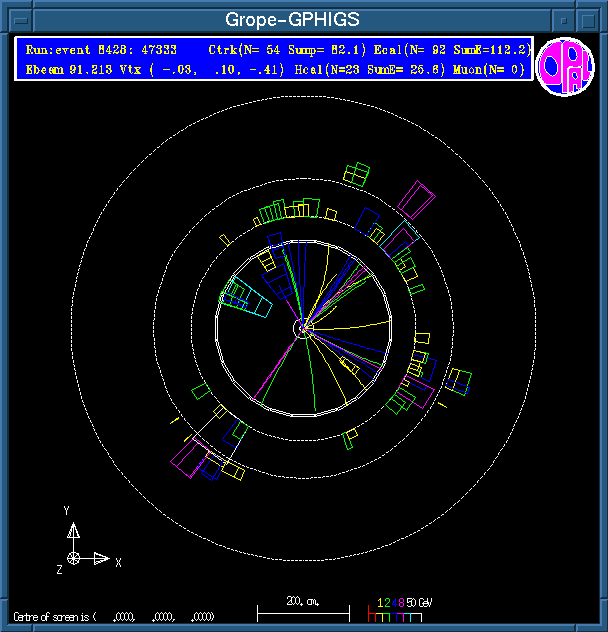 Grope-GPHIGS
Run:event 8428: 47333 Ctrk(N= 54 Sump= 82.1) Ecal(N= 92 SumE=112.2)
Ebeam 91.213 Vtx ( -.03, .10, -.41) Hcal(N=23 SumE= 25.6) Muon(N= 0)
OPAL
Y
X
Z
200. cm.
1 2 4 8 50 GeV
Centre of screen is ( .0000, .0000, .0000)